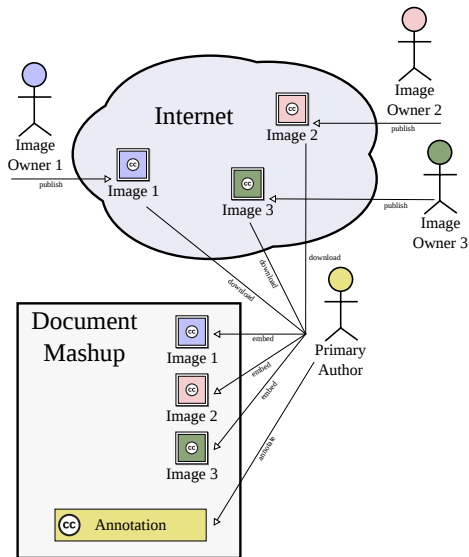 Image
Owner 2
Internet
cc
Image 2
publish
Image
Owner 1
publish
cc
Image 1
cc
Image 3
publish
Image
Owner 3
download
download
download
Document
Mashup
cc
Image 1
embed
Primary
Author
cc
Image 2
embed
embed
cc
Image 3
annotate
cc
Annotation